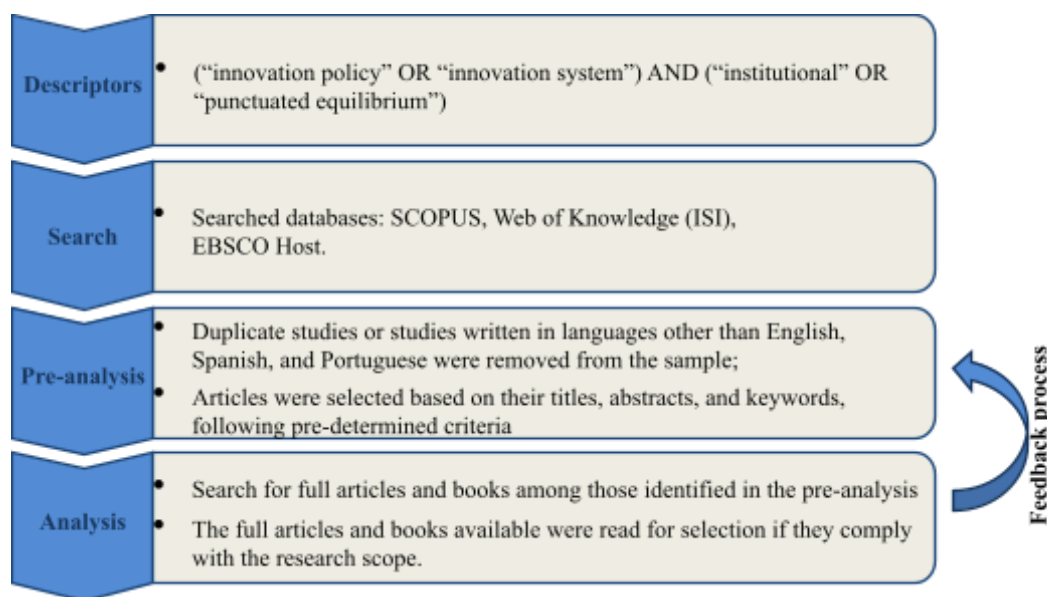 Descriptors
• (“innovation policy” OR “innovation system”) AND (“institutional” OR
“punctuated equilibrium”)
Search
• Searched databases: SCOPUS, Web of Knowledge (ISI),
EBSCO Host.
Pre-analysis
• Duplicate studies or studies written in languages other than English,
Spanish, and Portuguese were removed from the sample;
• Articles were selected based on their titles, abstracts, and keywords,
following pre-determined criteria
Analysis
• Search for full articles and books among those identified in the pre-analysis
• The full articles and books available were read for selection if they comply
with the research scope.
Feedback process